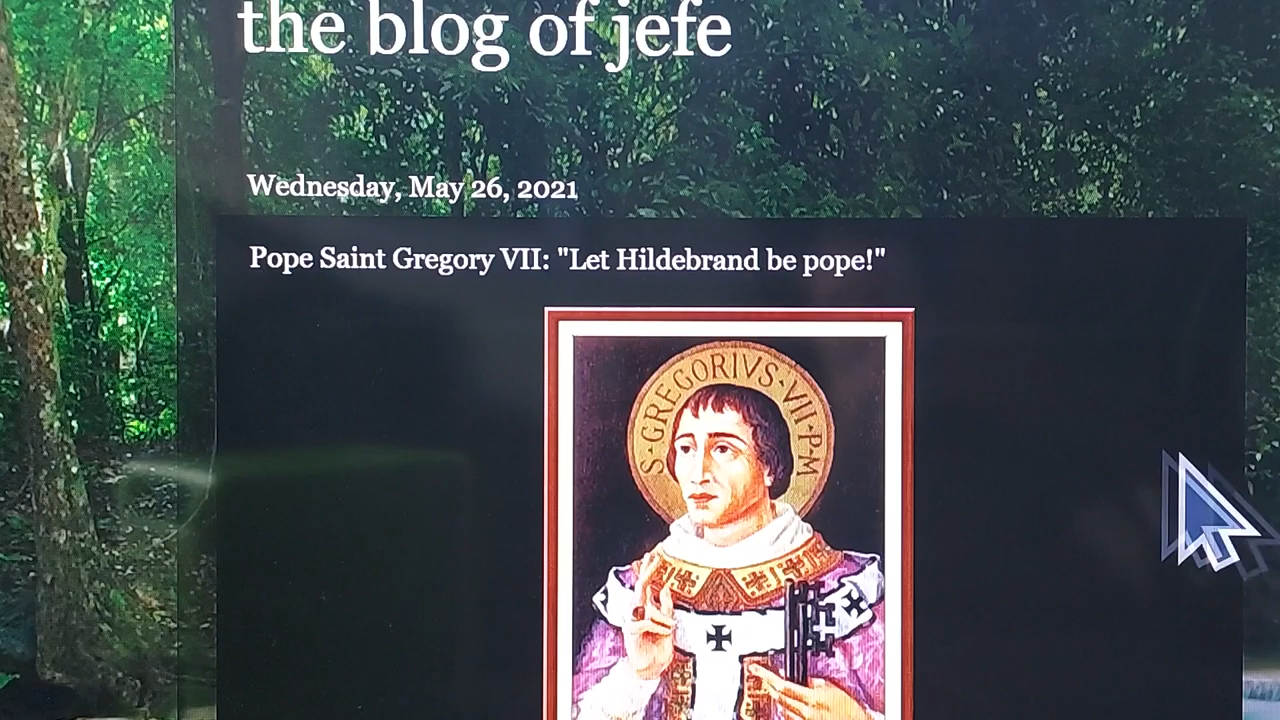 the blog of jefe
Wednesday, May 26, 2021
Pope Saint Gregory VII: "Let Hildebrand be pope!"
S·GREGORIVS·VII·P·M